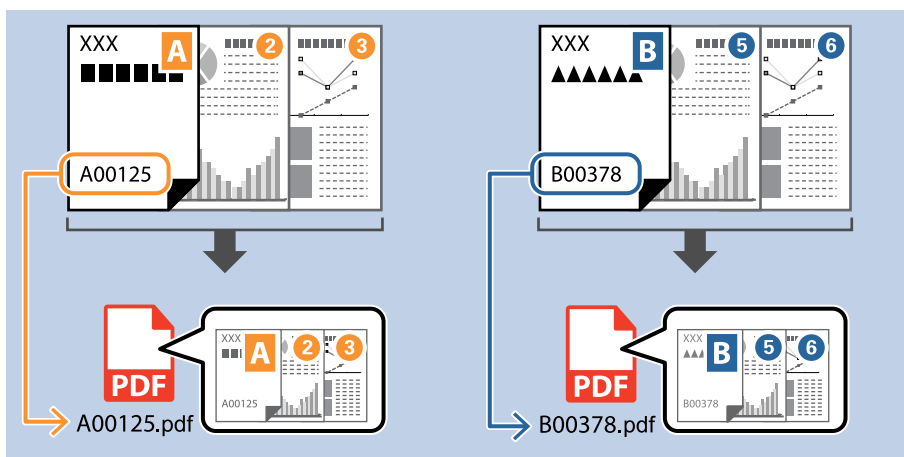 XXX
A
2
3
A00125
XXX
B
5
6
B00378
PDF
XXX
A
2
3
A00125
A00125.pdf
PDF
XXX
B
5
6
B00378
B00378.pdf